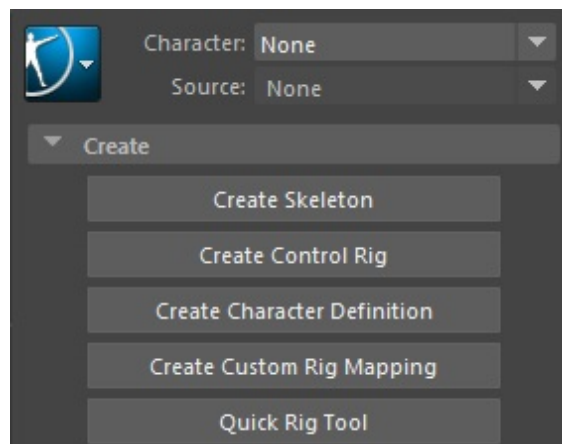 Character: None
Source: None
Create
Create Skeleton
Create Control Rig
Create Character Definition
Create Custom Rig Mapping
Quick Rig Tool